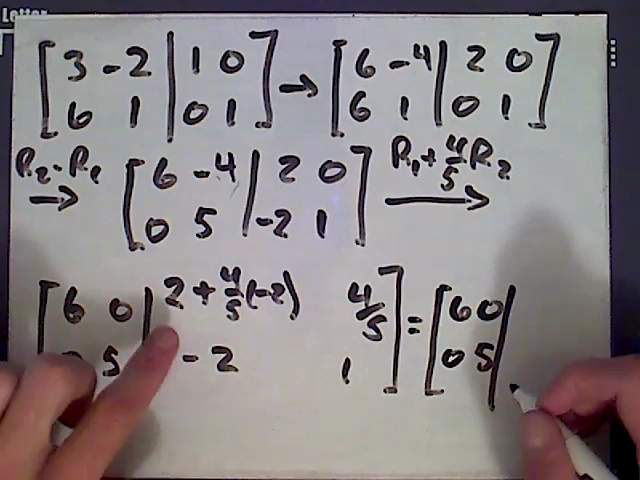 Letter
[3 -2 | 1 0] → [6 -4 | 2 0]
[6 1 | 0 1] [6 1 | 0 1]
R₂-R₁ → [6 -4 | 2 0] R₁+4/5R₂ →
[0 5 | -2 1]
[6 0 | 2+4/5(-2) 4/5] = [6 0 |
5 -2 1] [0 5 |